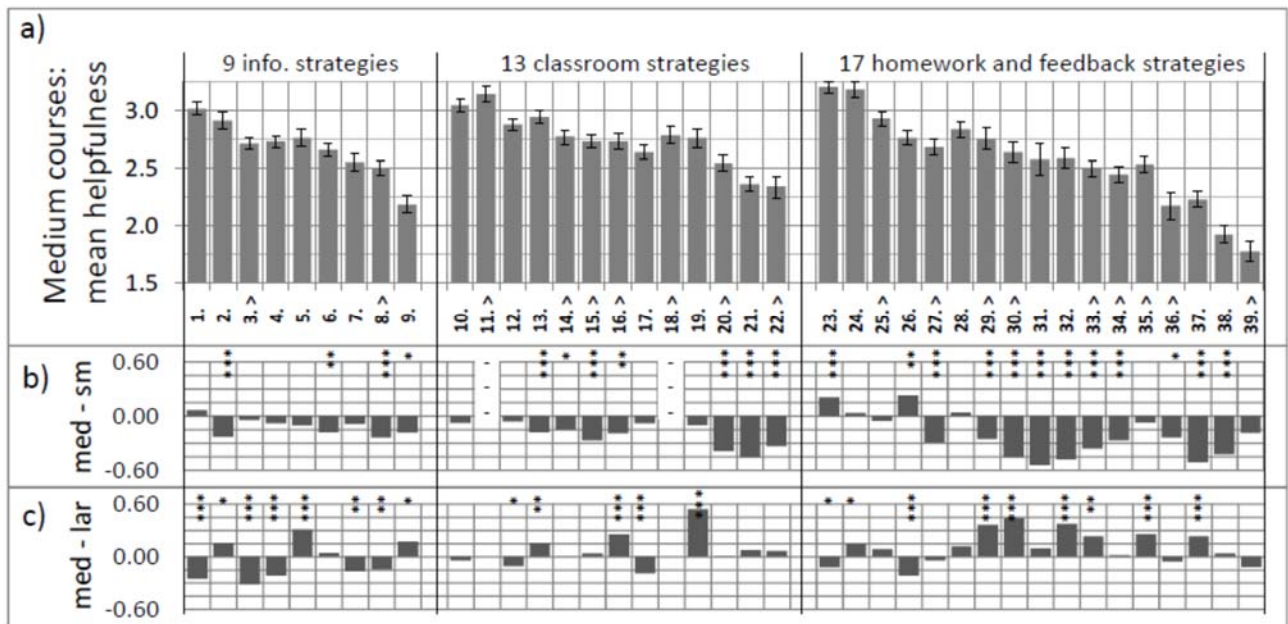 a)
9 info. strategies
13 classroom strategies
17 homework and feedback strategies
Medium courses:
mean helpfulness
3.0
2.5
2.0
1.5
1. 2. 3. > 4. 5. 6. 7. 8. > 9. 10. 11. > 12. 13. > 14. > 15. > 16. > 17. 18. > 19. 20. > 21. > 22. > 23. 24. 25. > 26. 27. > 28. 29. > 30. > 31. 32. 33. > 34. > 35. > 36. > 37. 38. 39. >
b)
med - sm
0.60
0.00
-0.60
*** ** *** * - - - *** * *** ** - - - *** *** *** *** ** *** *** *** *** *** *** *** * *** ***
c)
med - lar
0.60
0.00
-0.60
*** * *** *** *** ** ** * * ** *** *** *** * * *** *** *** *** ** *** ***